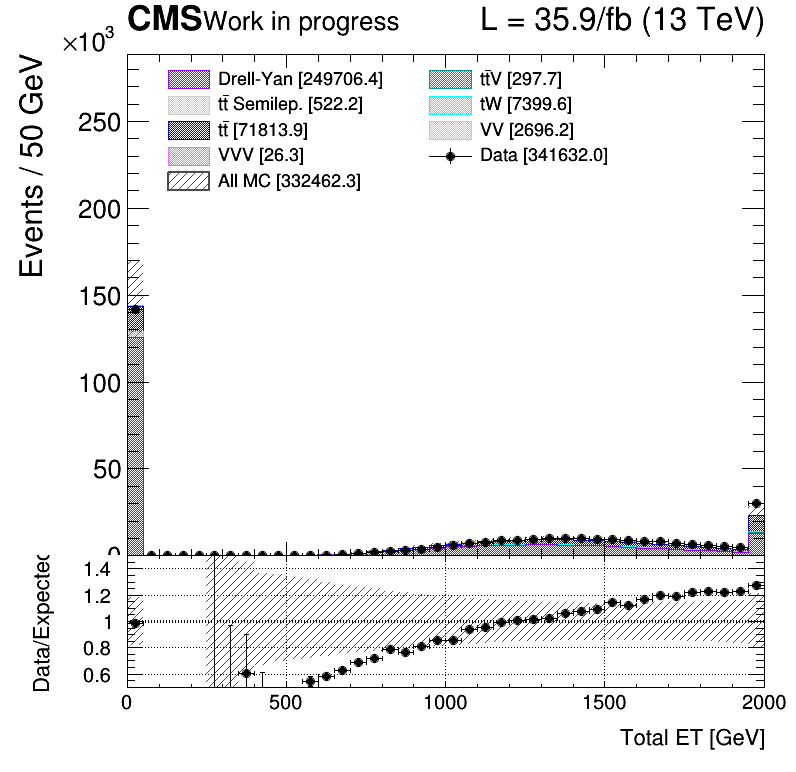 CMS Work in progress L = 35.9/fb (13 TeV)
×10³
Events / 50 GeV
Drell-Yan [249706.4]
tt̄ Semilep. [522.2]
tt̄ [71813.9]
VVV [26.3]
All MC [332462.3]
tt̄V [297.7]
tW [7399.6]
VV [2696.2]
Data [341632.0]
250
200
150
100
50
0
Data/Expected
1.4
1.2
1
0.8
0.6
0 500 1000 1500 2000
Total ET [GeV]